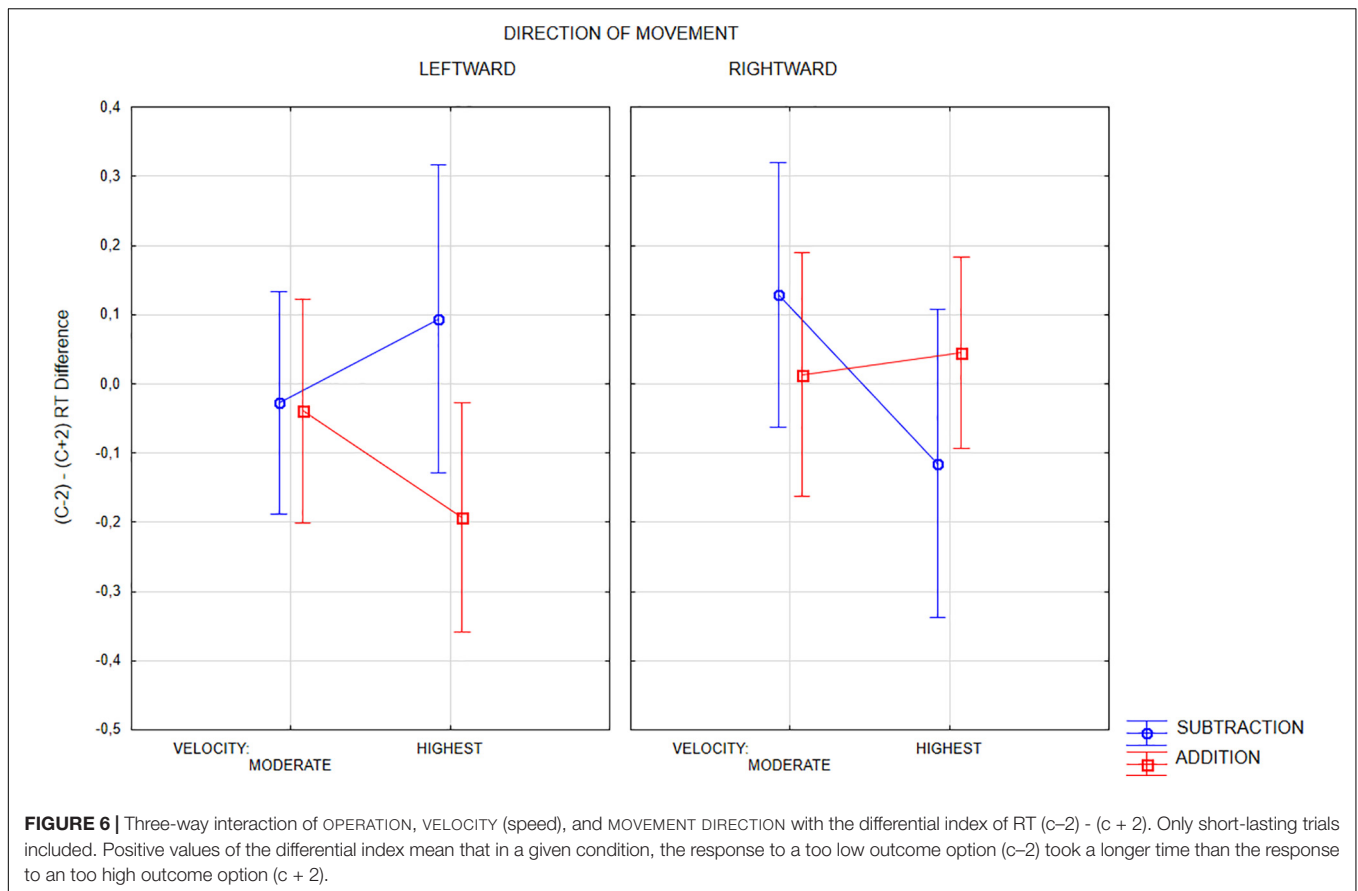 DIRECTION OF MOVEMENT
LEFTWARD
RIGHTWARD
(C-2) - (C+2) RT Difference
0,4
0,3
0,2
0,1
0,0
-0,1
-0,2
-0,3
-0,4
-0,5
VELOCITY:
MODERATE
HIGHEST
VELOCITY:
MODERATE
HIGHEST
SUBTRACTION
ADDITION
FIGURE 6 | Three-way interaction of OPERATION, VELOCITY (speed), and MOVEMENT DIRECTION with the differential index of RT (c–2) - (c + 2). Only short-lasting trials
included. Positive values of the differential index mean that in a given condition, the response to a too low outcome option (c–2) took a longer time than the response
to an too high outcome option (c + 2).